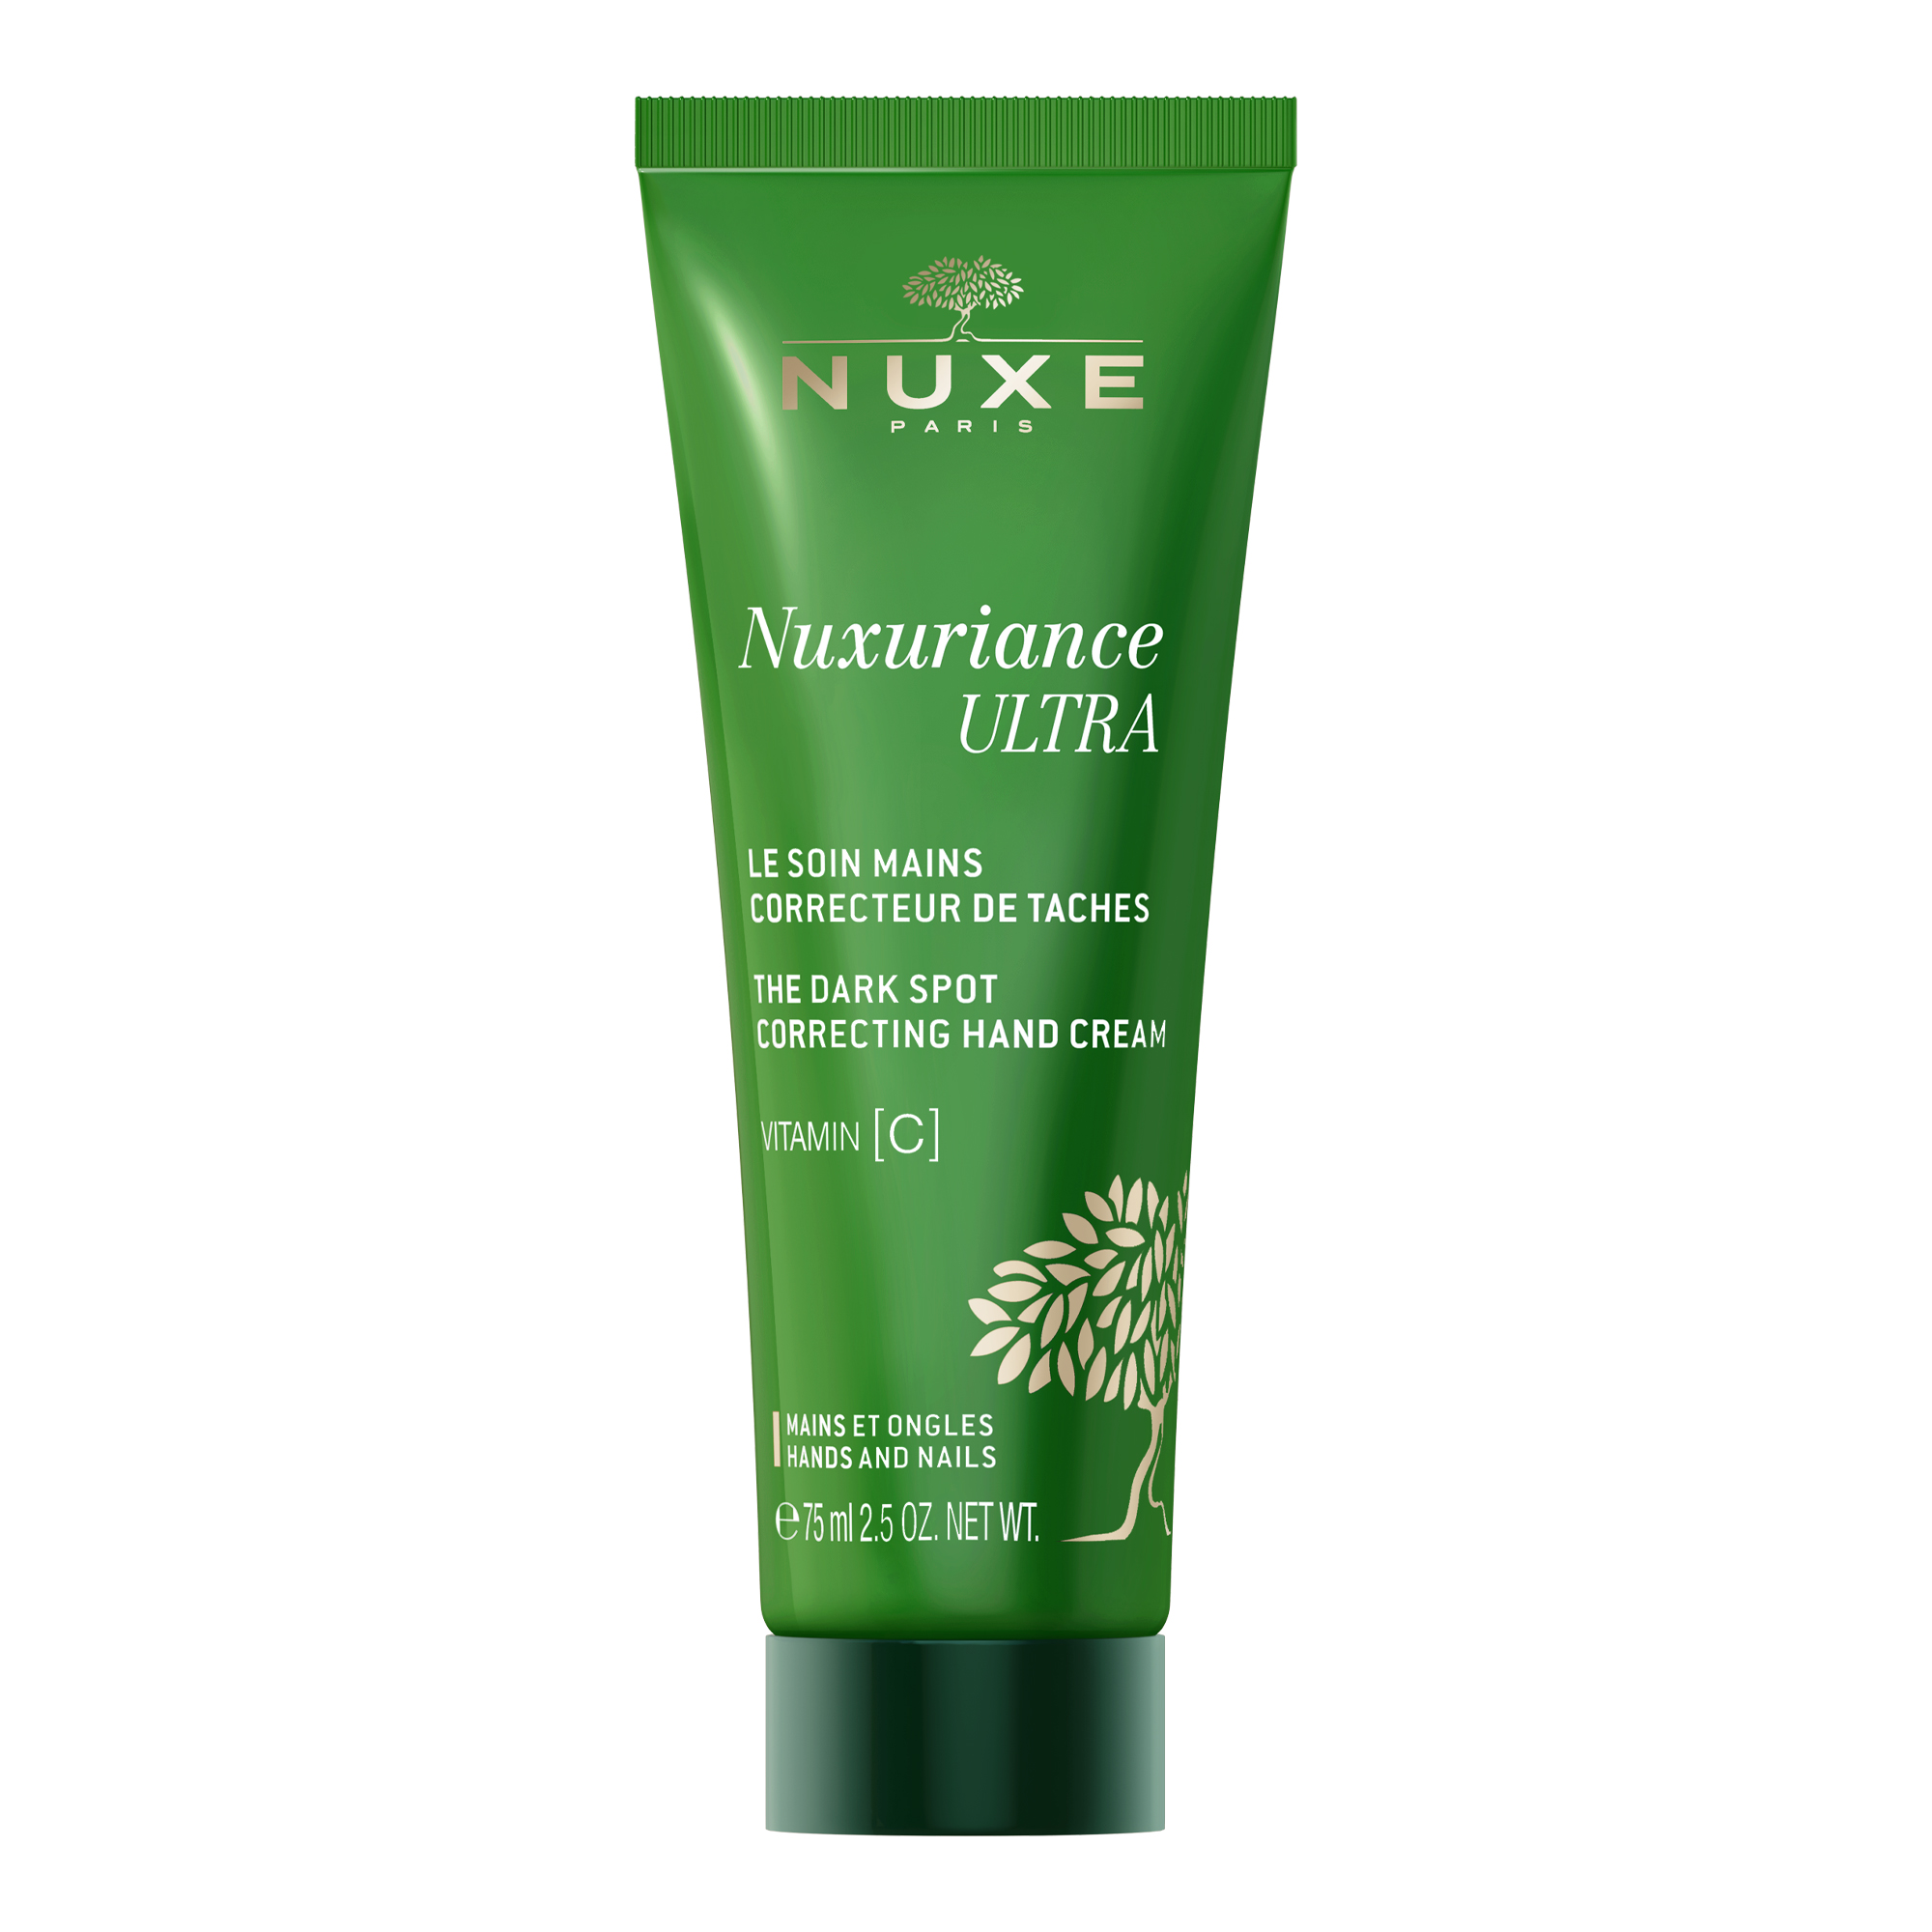 NUXE
PARIS
Nuxuriance
ULTRA
LE SOIN MAINS
CORRECTEUR DE TACHES
THE DARK SPOT
CORRECTING HAND CREAM
VITAMIN [C]
MAINS ET ONGLES
HANDS AND NAILS
℮ 75 ml 2.5 OZ. NET WT.